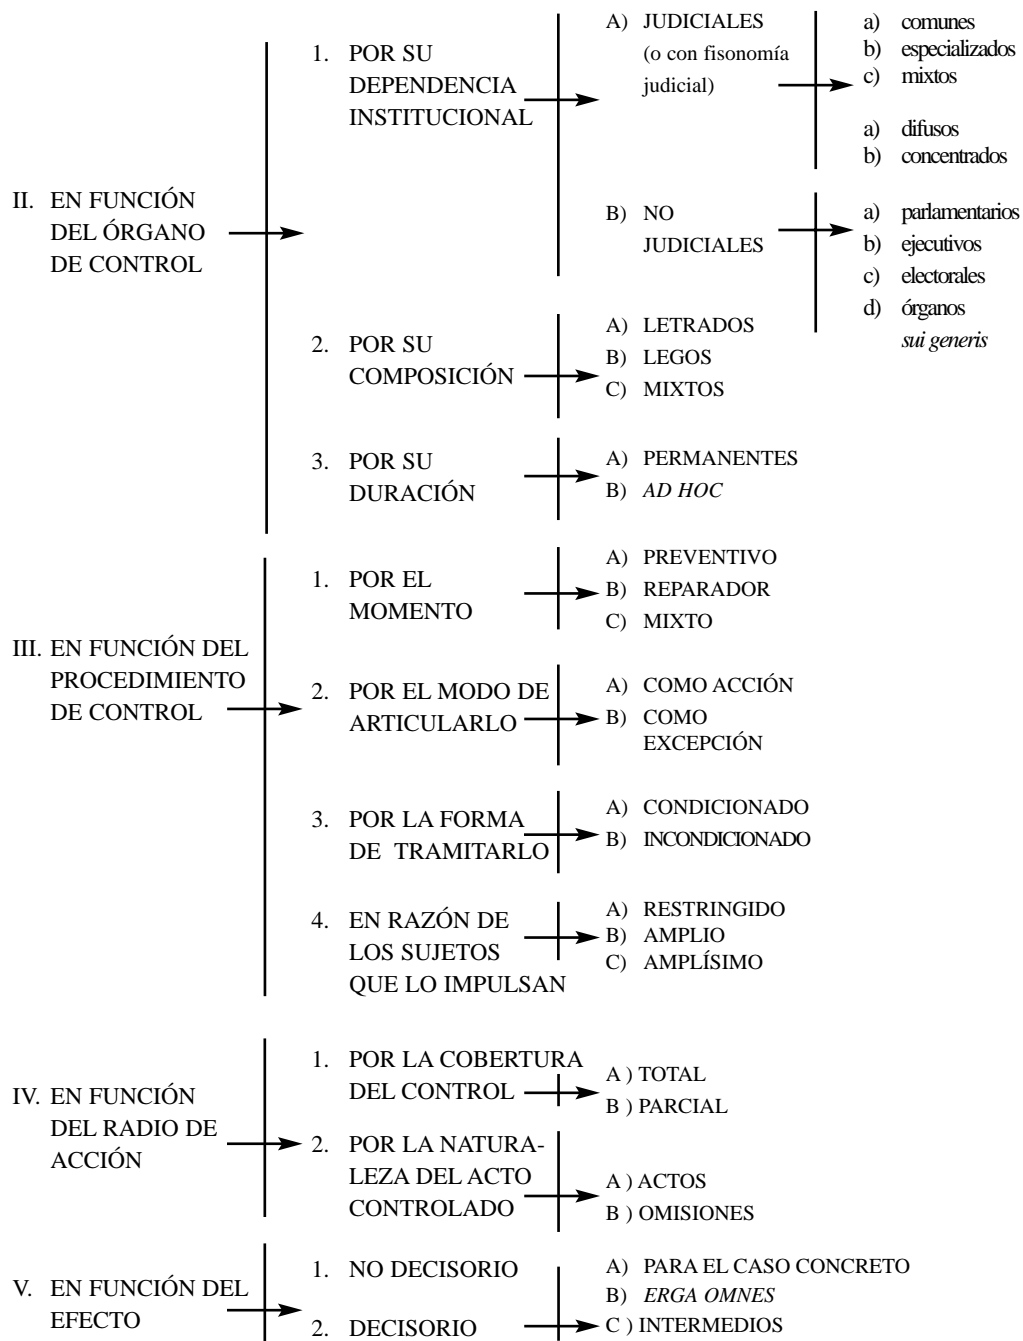 II. EN FUNCIÓN
DEL ÓRGANO
DE CONTROL
1. POR SU
DEPENDENCIA
INSTITUCIONAL
A) JUDICIALES
(o con fisonomía
judicial)
a) comunes
b) especializados
c) mixtos
a) difusos
b) concentrados
B) NO
JUDICIALES
a) parlamentarios
b) ejecutivos
c) electorales
d) órganos
sui generis
2. POR SU
COMPOSICIÓN
A) LETRADOS
B) LEGOS
C) MIXTOS
3. POR SU
DURACIÓN
A) PERMANENTES
B) AD HOC
III. EN FUNCIÓN DEL
PROCEDIMIENTO
DE CONTROL
1. POR EL
MOMENTO
A) PREVENTIVO
B) REPARADOR
C) MIXTO
2. POR EL MODO DE
ARTICULARLO
A) COMO ACCIÓN
B) COMO
EXCEPCIÓN
3. POR LA FORMA
DE TRAMITARLO
A) CONDICIONADO
B) INCONDICIONADO
4. EN RAZÓN DE
LOS SUJETOS
QUE LO IMPULSAN
A) RESTRINGIDO
B) AMPLIO
C) AMPLÍSIMO
IV. EN FUNCIÓN
DEL RADIO DE
ACCIÓN
1. POR LA COBERTURA
DEL CONTROL
A ) TOTAL
B ) PARCIAL
2. POR LA NATURA-
LEZA DEL ACTO
CONTROLADO
A ) ACTOS
B ) OMISIONES
V. EN FUNCIÓN DEL
EFECTO
1. NO DECISORIO
2. DECISORIO
A) PARA EL CASO CONCRETO
B) ERGA OMNES
C ) INTERMEDIOS